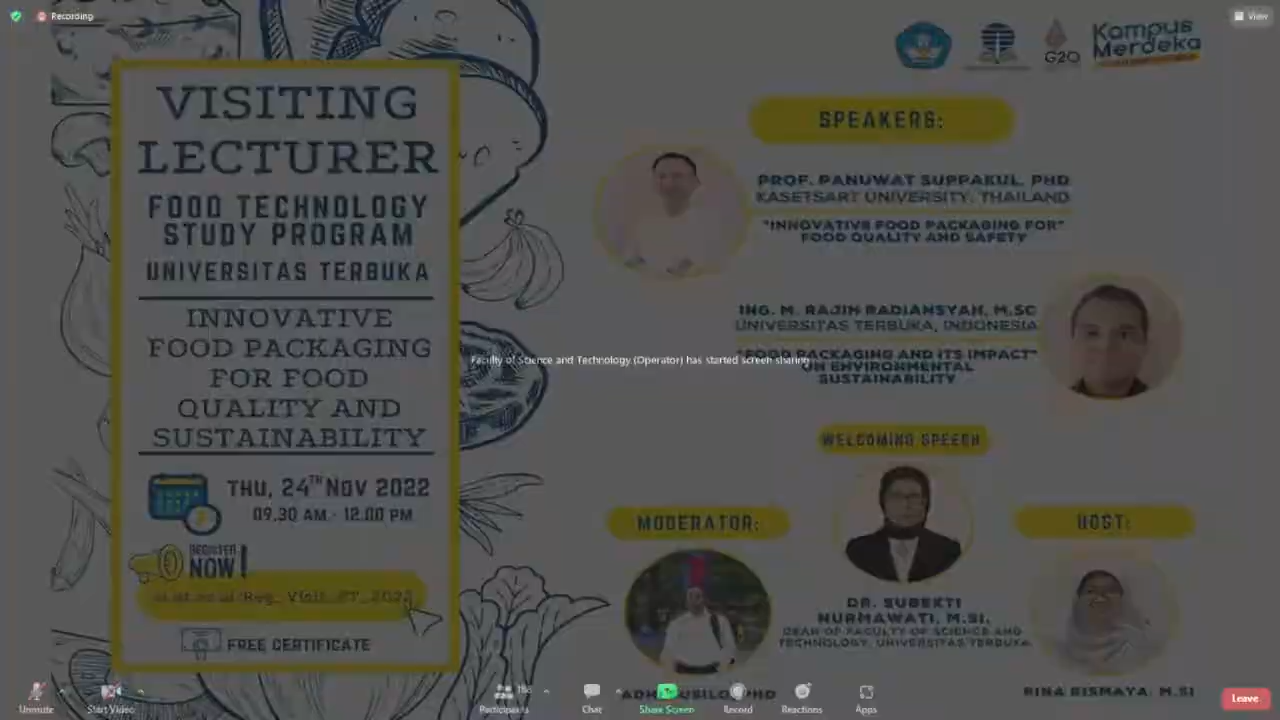 Recording
View
VISITING
LECTURER
FOOD TECHNOLOGY
STUDY PROGRAM
UNIVERSITAS TERBUKA
INNOVATIVE
FOOD PACKAGING
FOR FOOD
QUALITY AND
SUSTAINABILITY
THU, 24TH NOV 2022
09.30 AM - 12.00 PM
REGISTER
NOW!
FREE CERTIFICATE
G20
Kampus
Merdeka
SPEAKERS:
PROF. PANUWAT SUPPAKUL, PHD
KASETSART UNIVERSITY, THAILAND
"INNOVATIVE FOOD PACKAGING FOR"
FOOD QUALITY AND SAFETY
ING. M. RAJIH RADIANSYAH, M.SC
UNIVERSITAS TERBUKA, INDONESIA
Faculty of Science and Technology (Operator) has started screen sharing
"FOOD PACKAGING AND ITS IMPACT"
ON ENVIRONMENTAL
SUSTAINABILITY
WELCOMING SPEECH
MODERATOR:
HOST:
DR. SUBEKTI
NURMAWATI, M.SI.
DEAN OF FACULTY OF SCIENCE AND
TECHNOLOGY, UNIVERSITAS TERBUKA
RINA RISMAYA, M.SI
Unmute
Start Video
Participants
Chat
Share Screen
Record
Reactions
Apps
Leave